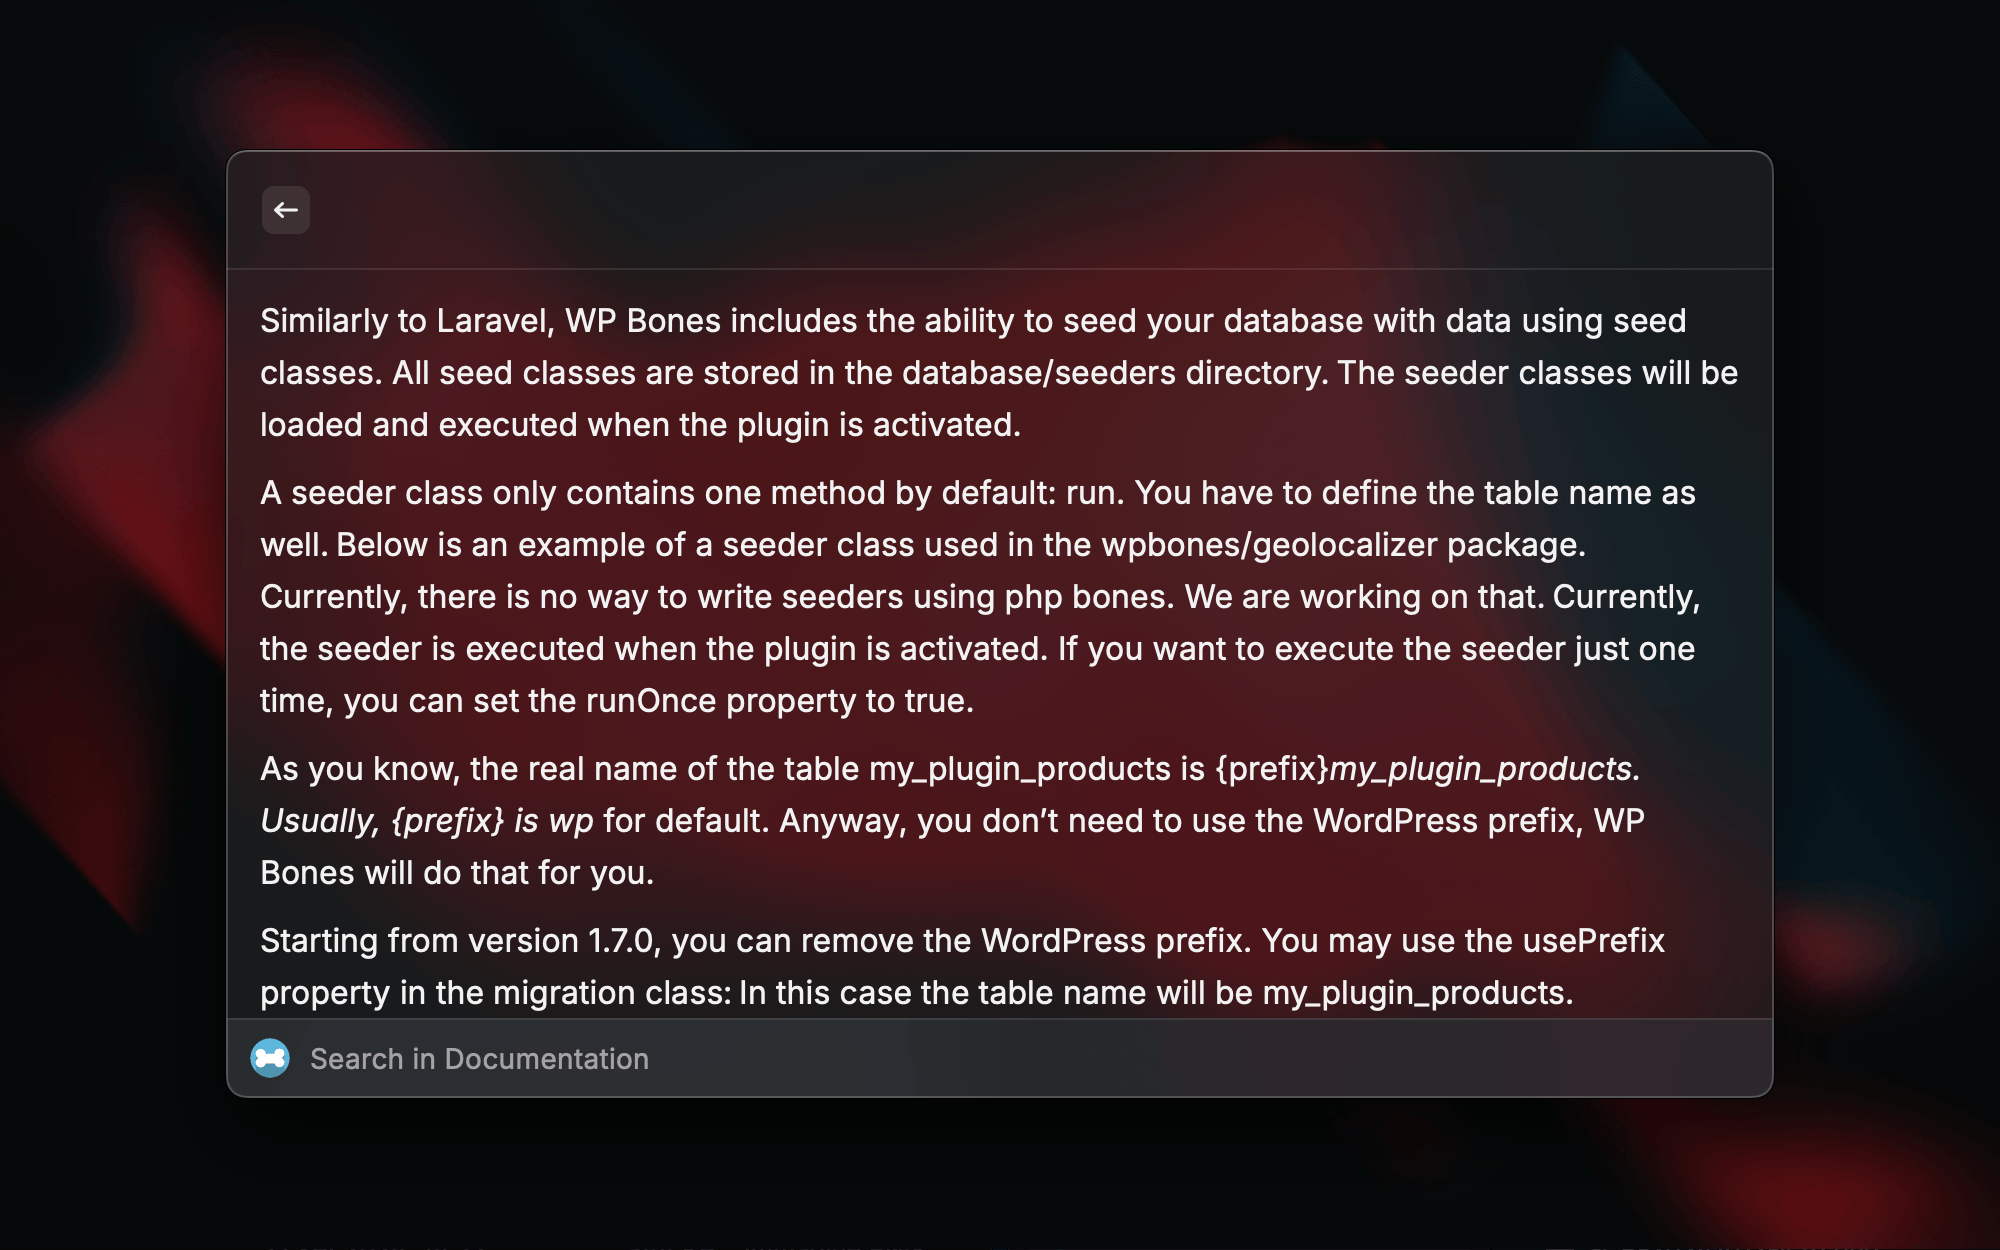 Similarly to Laravel, WP Bones includes the ability to seed your database with data using seed
classes. All seed classes are stored in the database/seeders directory. The seeder classes will be
loaded and executed when the plugin is activated.
A seeder class only contains one method by default: run. You have to define the table name as
well. Below is an example of a seeder class used in the wpbones/geolocalizer package.
Currently, there is no way to write seeders using php bones. We are working on that. Currently,
the seeder is executed when the plugin is activated. If you want to execute the seeder just one
time, you can set the runOnce property to true.
As you know, the real name of the table my_plugin_products is {prefix}my_plugin_products.
Usually, {prefix} is wp for default. Anyway, you don’t need to use the WordPress prefix, WP
Bones will do that for you.
Starting from version 1.7.0, you can remove the WordPress prefix. You may use the usePrefix
property in the migration class: In this case the table name will be my_plugin_products.
Search in Documentation